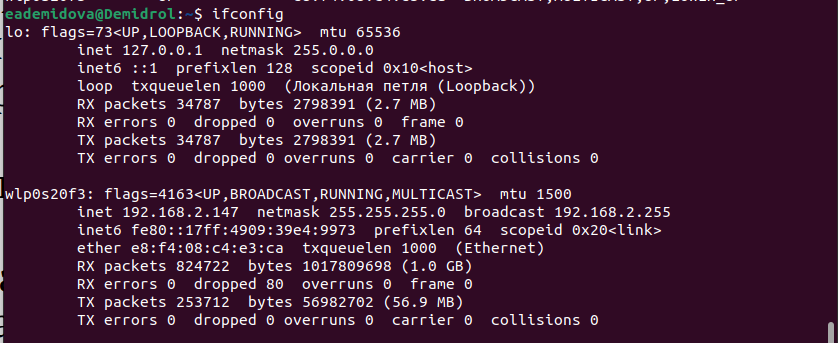 eademidova@Demidrol:~$ ifconfig
lo: flags=73<UP,LOOPBACK,RUNNING>  mtu 65536
        inet 127.0.0.1  netmask 255.0.0.0
        inet6 ::1  prefixlen 128  scopeid 0x10<host>
        loop  txqueuelen 1000  (Локальная петля (Loopback))
        RX packets 34787  bytes 2798391 (2.7 MB)
        RX errors 0  dropped 0  overruns 0  frame 0
        TX packets 34787  bytes 2798391 (2.7 MB)
        TX errors 0  dropped 0 overruns 0  carrier 0  collisions 0

wlp0s20f3: flags=4163<UP,BROADCAST,RUNNING,MULTICAST>  mtu 1500
        inet 192.168.2.147  netmask 255.255.255.0  broadcast 192.168.2.255
        inet6 fe80::17ff:4909:39e4:9973  prefixlen 64  scopeid 0x20<link>
        ether e8:f4:08:c4:e3:ca  txqueuelen 1000  (Ethernet)
        RX packets 824722  bytes 1017809698 (1.0 GB)
        RX errors 0  dropped 80  overruns 0  frame 0
        TX packets 253712  bytes 56982702 (56.9 MB)
        TX errors 0  dropped 0 overruns 0  carrier 0  collisions 0